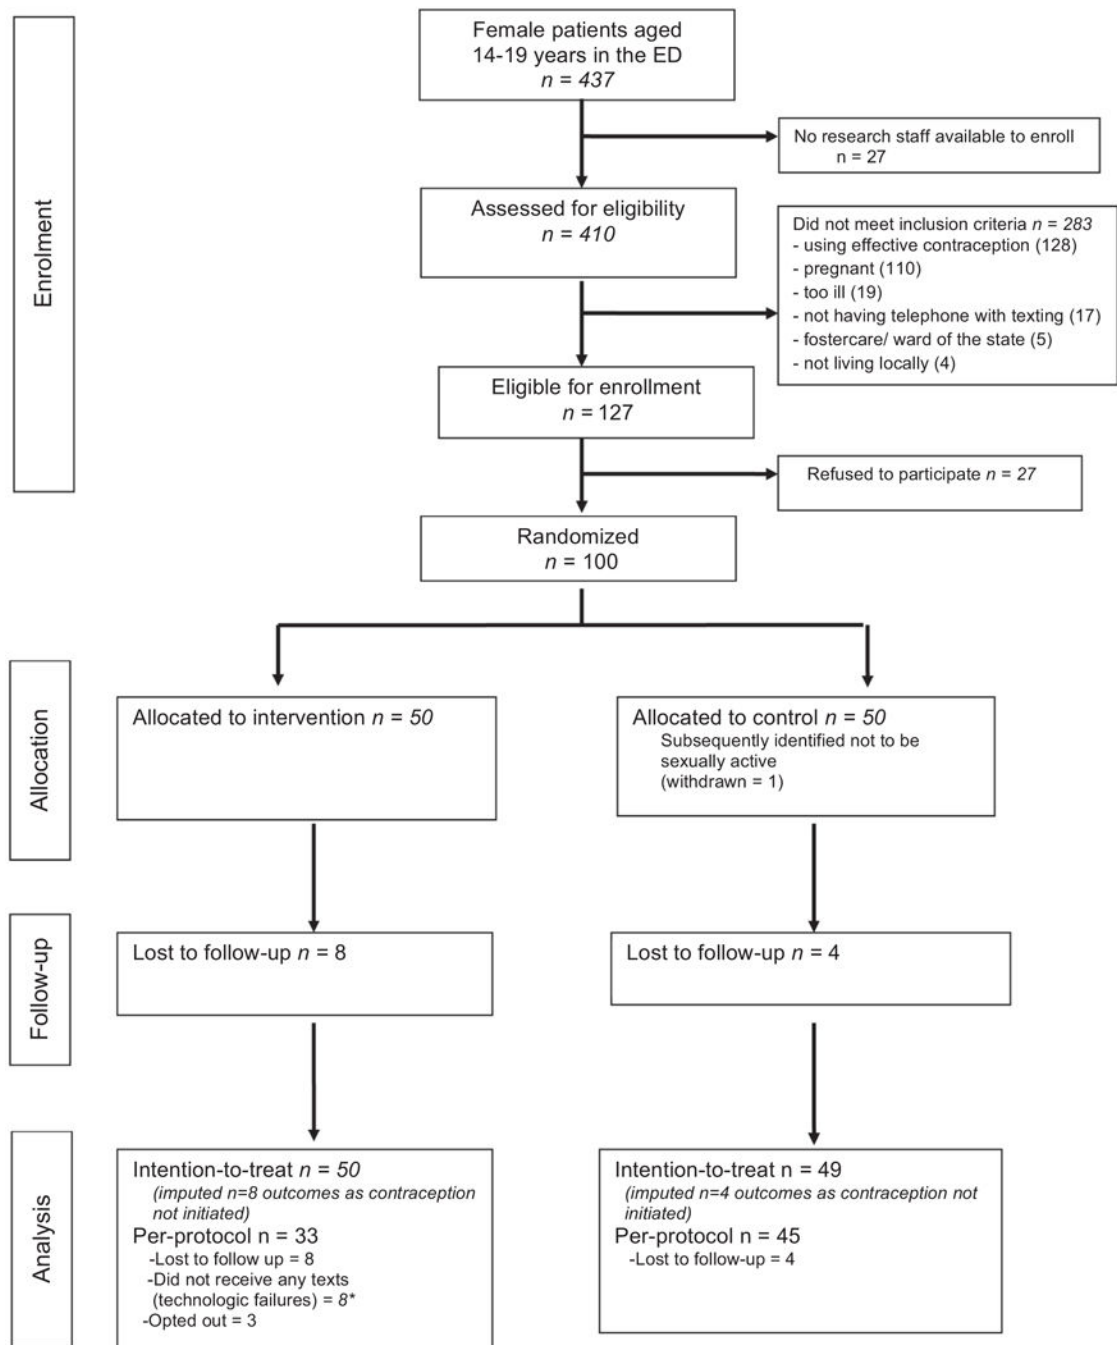 Enrolment
Female patients aged
14-19 years in the ED
n = 437
No research staff available to enroll
n = 27
Assessed for eligibility
n = 410
Did not meet inclusion criteria n = 283
- using effective contraception (128)
- pregnant (110)
- too ill (19)
- not having telephone with texting (17)
- fostercare/ ward of the state (5)
- not living locally (4)
Eligible for enrollment
n = 127
Refused to participate n = 27
Randomized
n = 100
Allocation
Allocated to intervention n = 50
Allocated to control n = 50
Subsequently identified not to be
sexually active
(withdrawn = 1)
Follow-up
Lost to follow-up n = 8
Lost to follow-up n = 4
Analysis
Intention-to-treat n = 50
(imputed n=8 outcomes as contraception
not initiated)
Per-protocol n = 33
-Lost to follow up = 8
-Did not receive any texts
(technologic failures) = 8*
-Opted out = 3
Intention-to-treat n = 49
(imputed n=4 outcomes as contraception not
initiated)
Per-protocol n = 45
-Lost to follow-up = 4